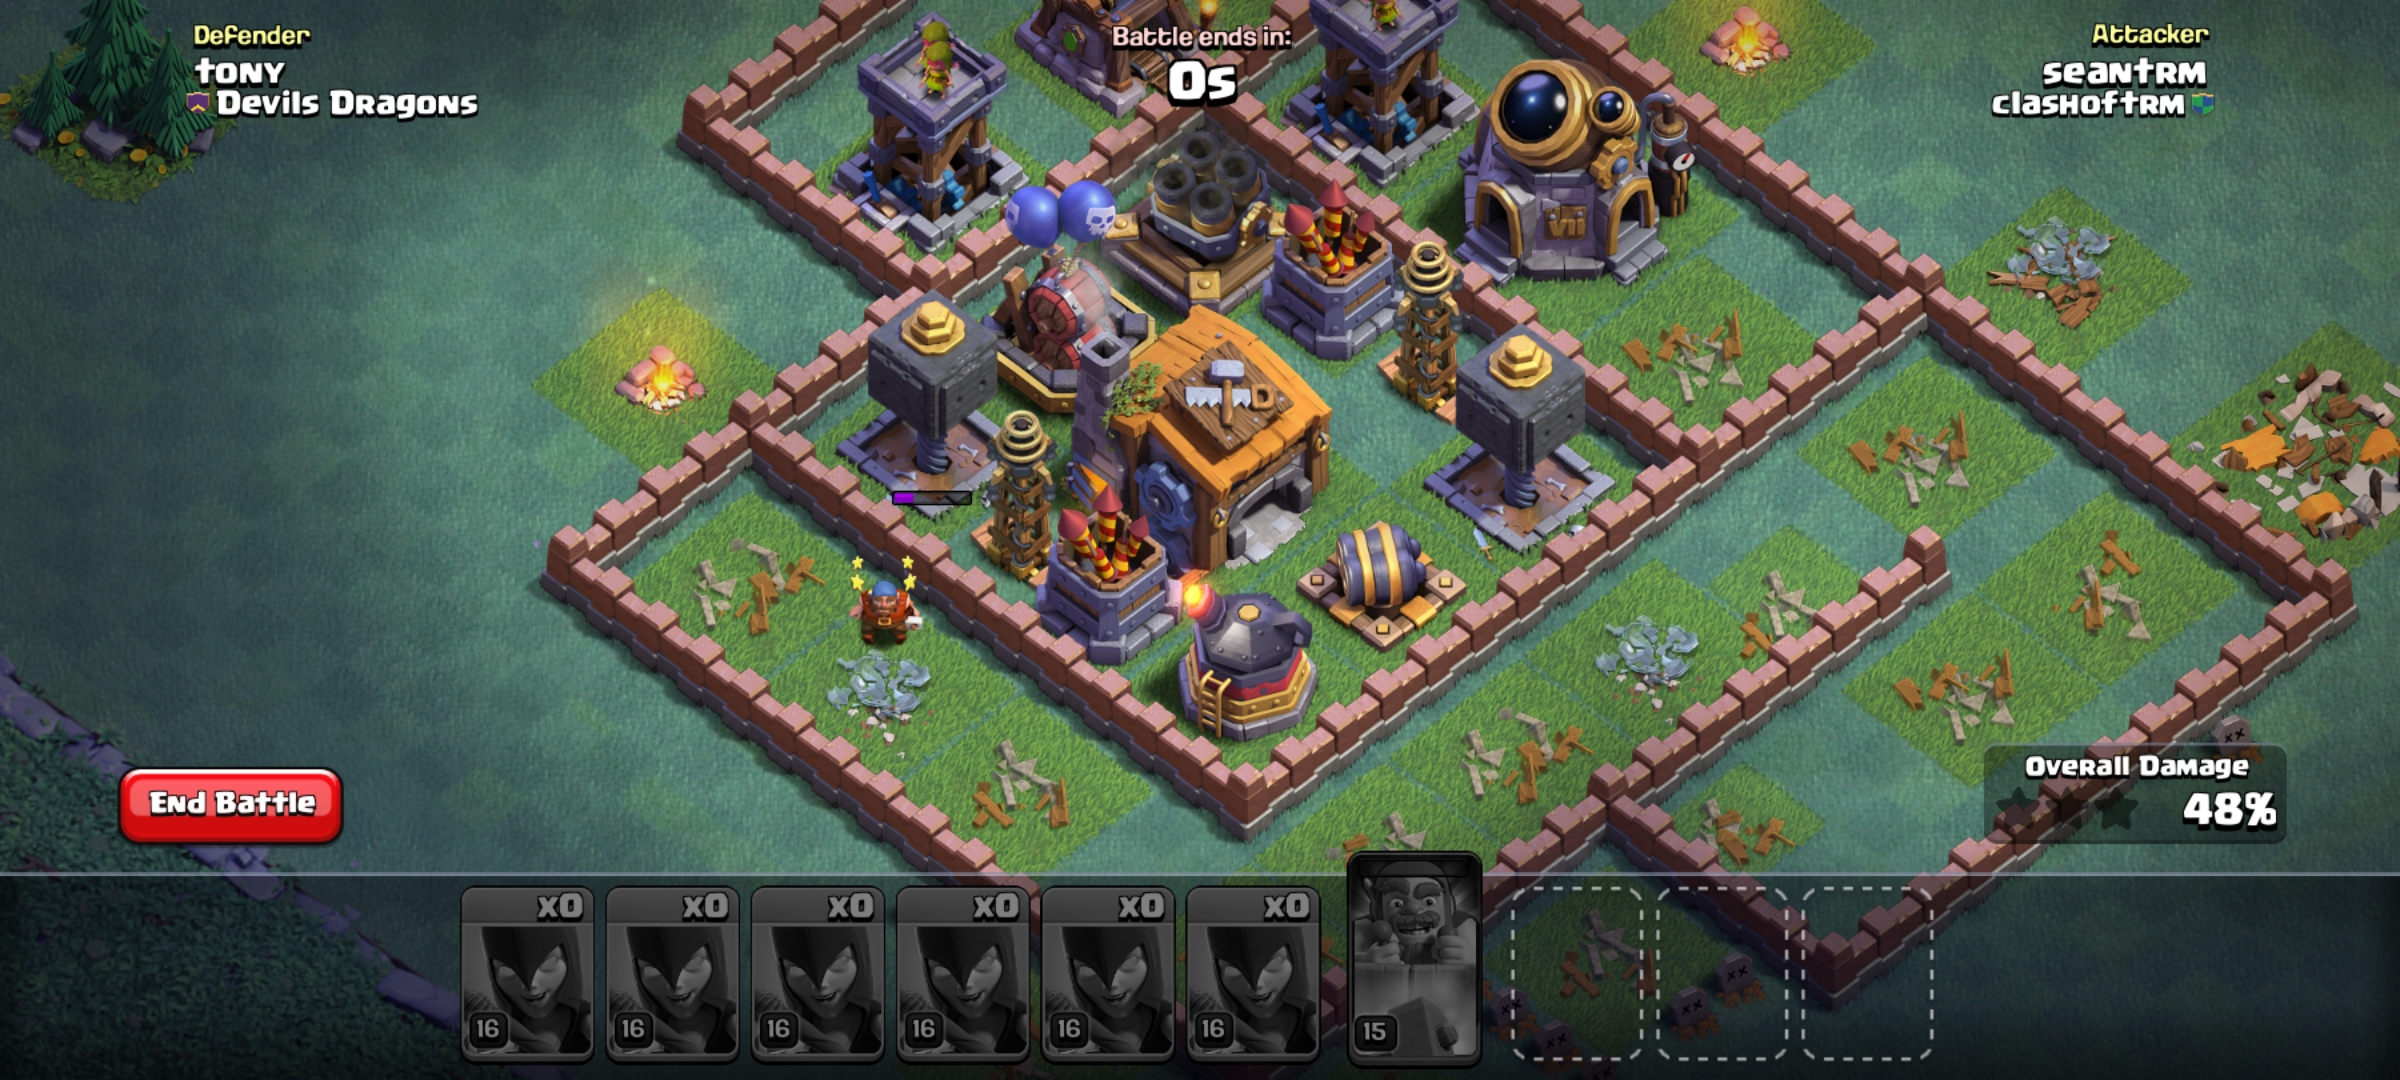 Defender
tONY
Devils Dragons
Battle ends in:
0s
Attacker
seantRM
clashoftRM
VII
End Battle
Overall Damage
48%
x0
x0
x0
x0
x0
x0
16
16
16
16
16
16
15